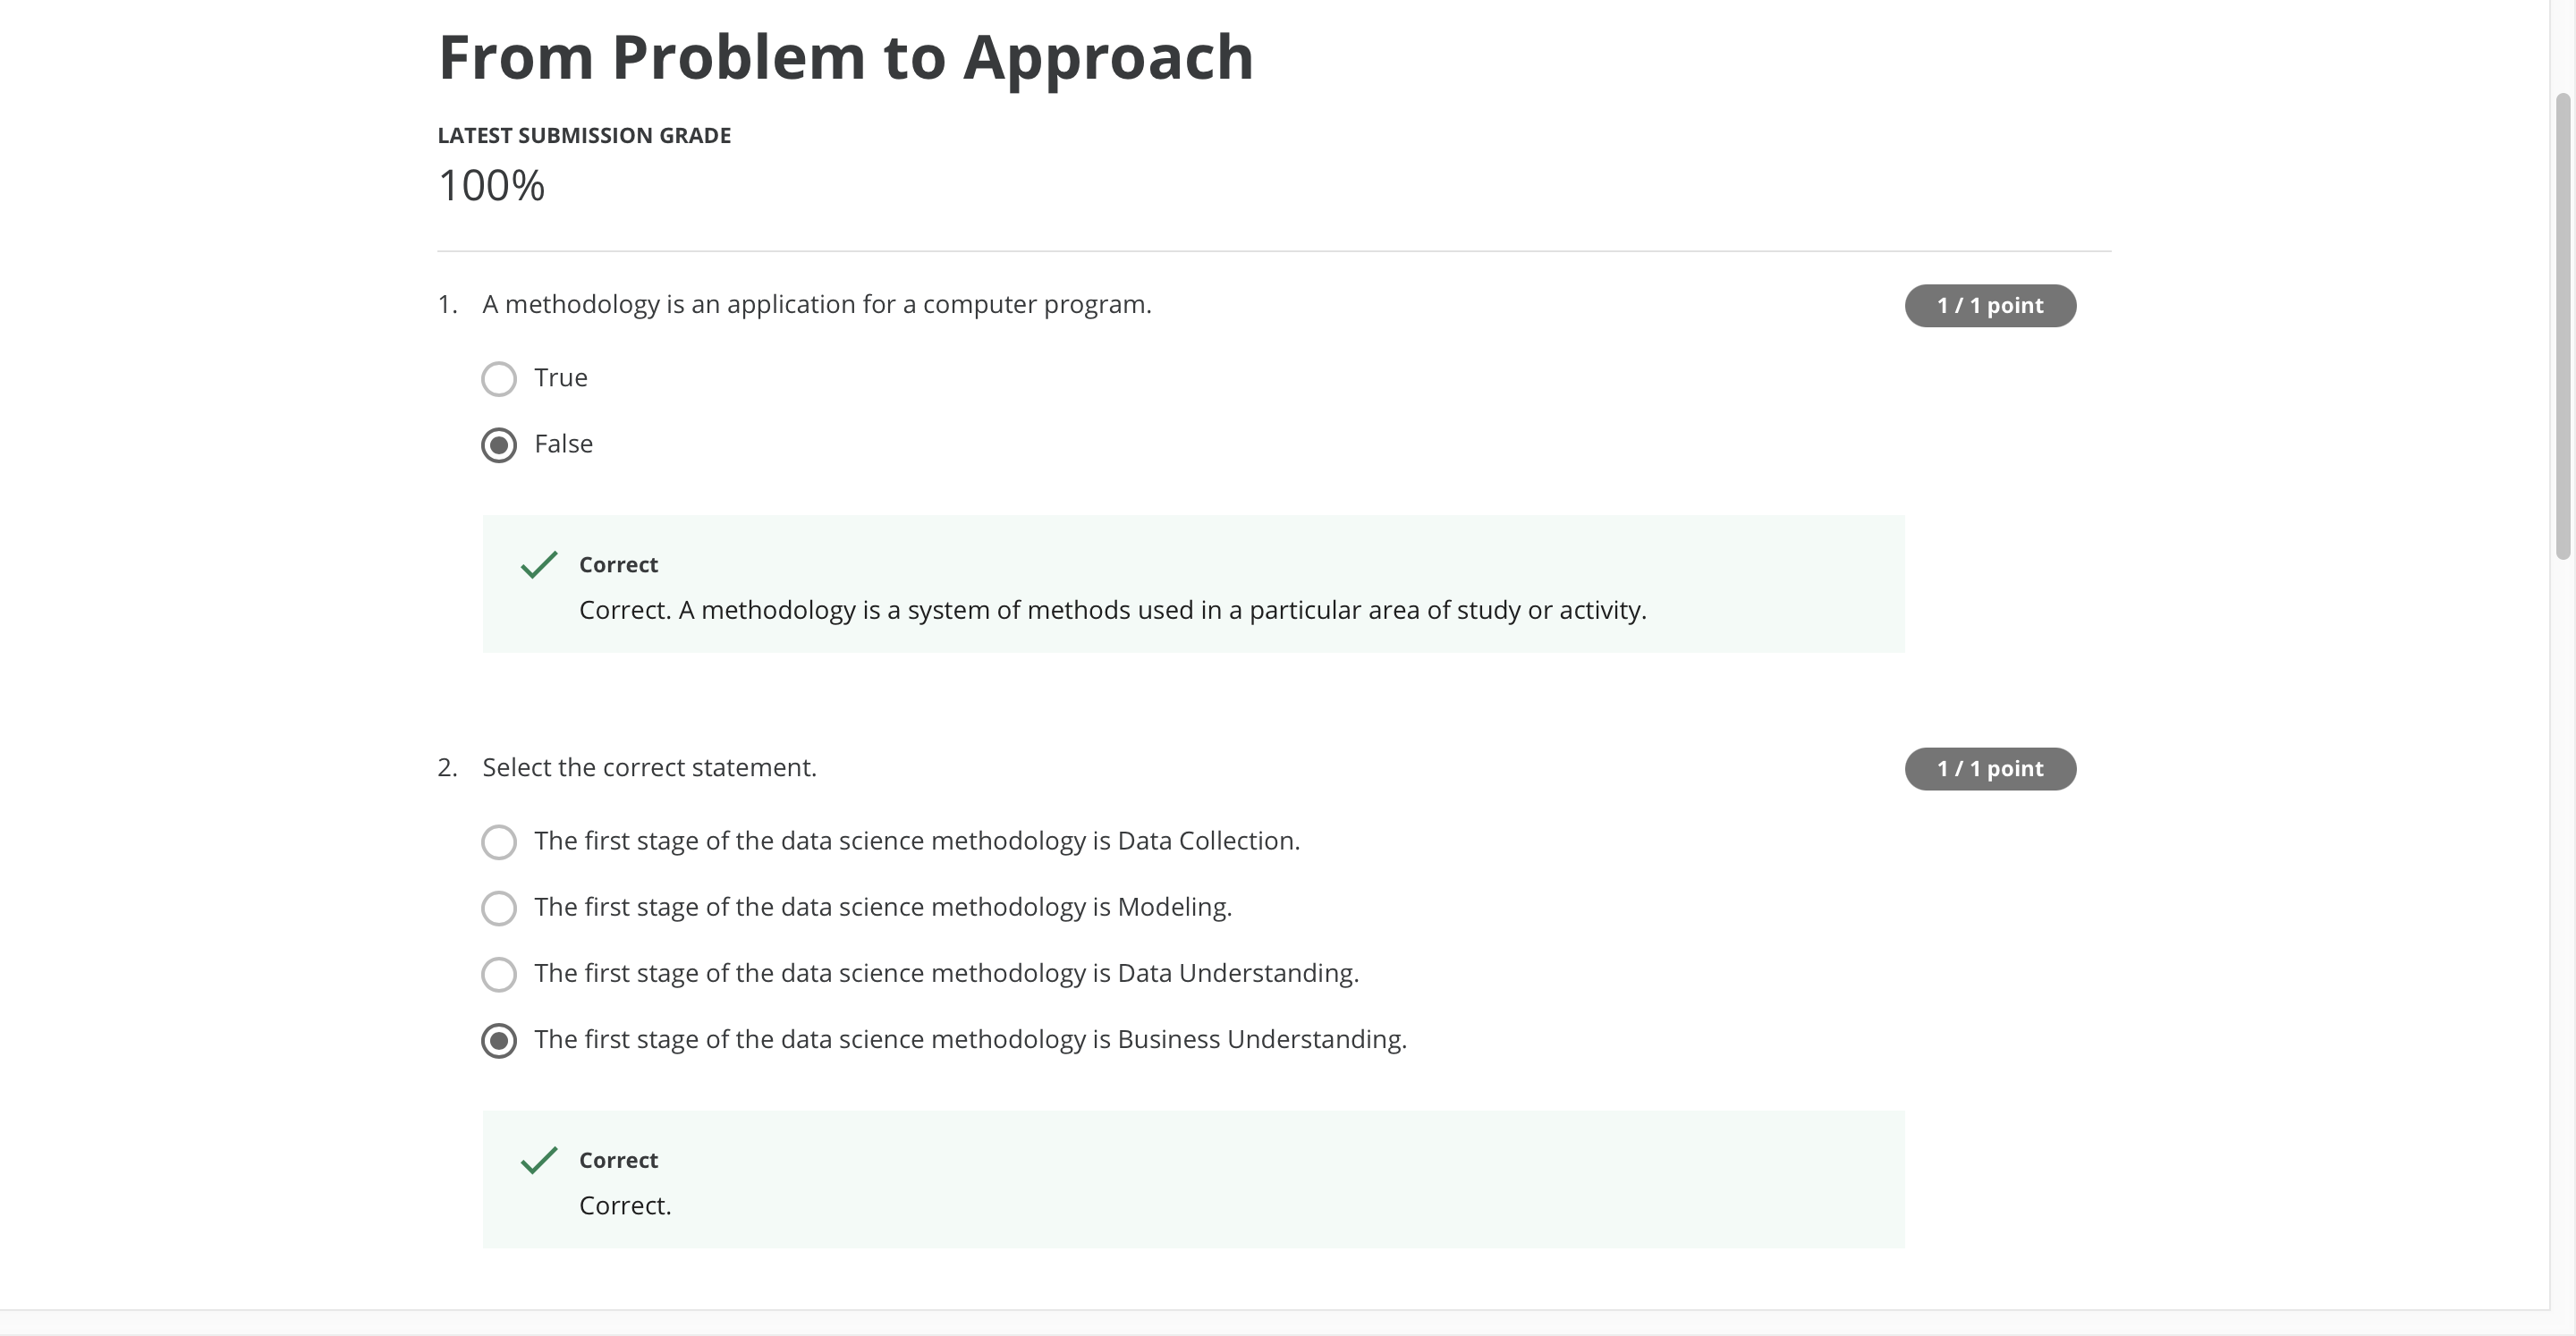 From Problem to Approach
LATEST SUBMISSION GRADE
100%
1. A methodology is an application for a computer program.
1 / 1 point
True
False
Correct
Correct. A methodology is a system of methods used in a particular area of study or activity.
2. Select the correct statement.
1 / 1 point
The first stage of the data science methodology is Data Collection.
The first stage of the data science methodology is Modeling.
The first stage of the data science methodology is Data Understanding.
The first stage of the data science methodology is Business Understanding.
Correct
Correct.